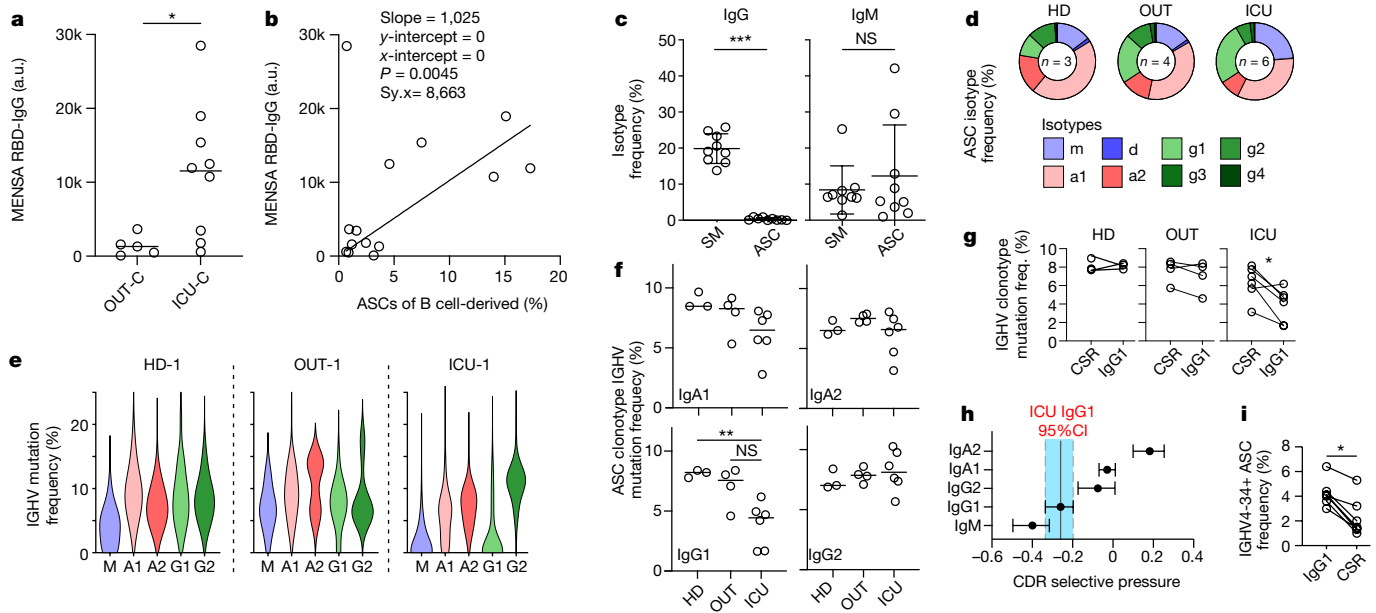 a
*
30k
20k
10k
0
MENSA RBD-IgG (a.u.)
OUT-C
ICU-C
b
Slope = 1,025
y-intercept = 0
x-intercept = 0
P = 0.0045
Sy.x= 8,663
30k
20k
10k
0
MENSA RBD-IgG (a.u.)
0 5 10 15 20
ASCs of B cell-derived (%)
c
IgG IgM
*** NS
50
40
30
20
10
0
Isotype
frequency (%)
SM ASC SM ASC
d
HD OUT ICU
n = 3 n = 4 n = 6
ASC isotype
frequency (%)
Isotypes
m d g1 g2
a1 a2 g3 g4
e
HD-1 OUT-1 ICU-1
20
10
0
IGHV mutation
frequency (%)
M A1 A2 G1 G2 M A1 A2 G1 G2 M A1 A2 G1 G2
f
10
5
0
ASC clonotype IGHV
mutation frequency (%)
IgA1 IgA2
10
5
0
**
NS
IgG1 IgG2
HD OUT ICU HD OUT ICU
g
HD OUT ICU
*
10
8
6
4
2
0
IGHV clonotype
mutation freq. (%)
CSR IgG1 CSR IgG1 CSR IgG1
h
ICU IgG1
95%CI
IgA2
IgA1
IgG2
IgG1
IgM
−0.6 −0.4 −0.2 0 0.2 0.4
CDR selective pressure
i
*
8
6
4
2
0
IGHV4-34+ ASC
frequency (%)
IgG1 CSR